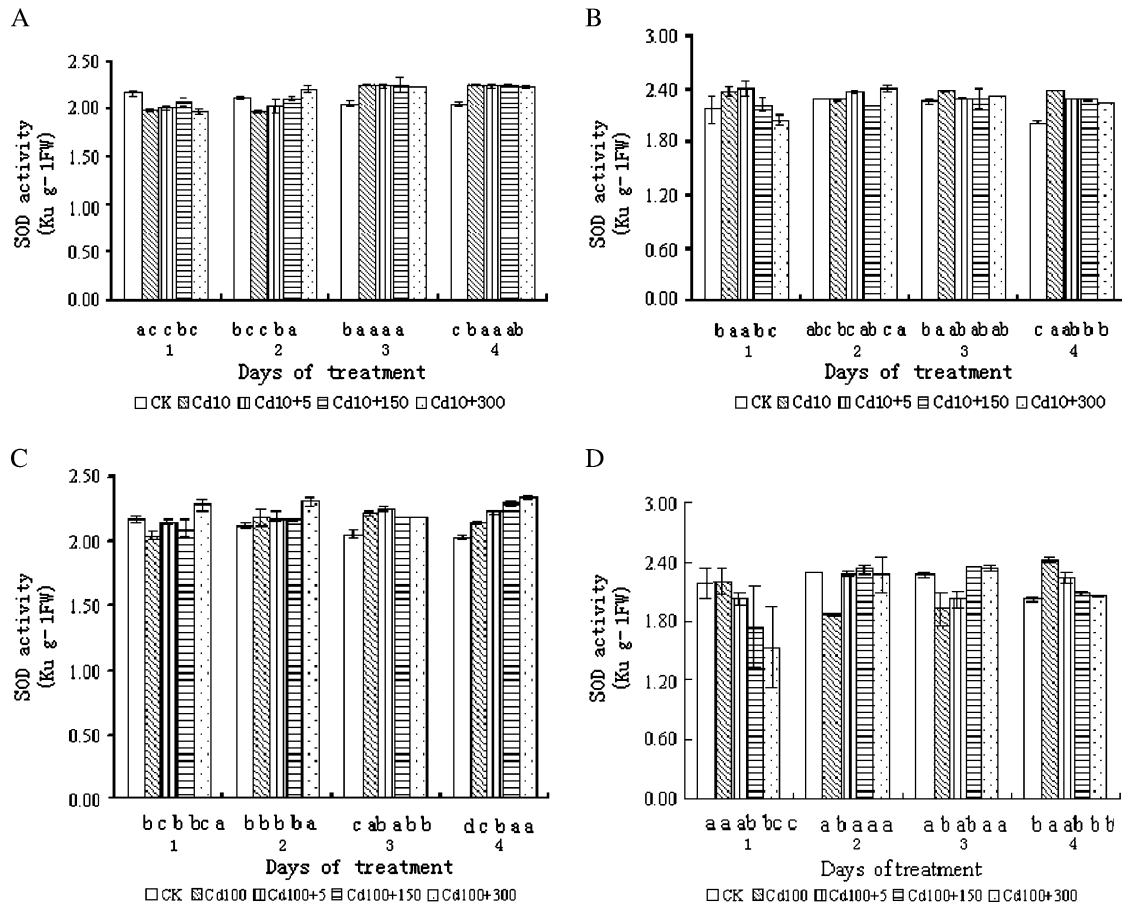 A
SOD activity
(Ku g-1FW)
2.50
2.00
1.50
1.00
0.50
0.00
a c c b c b c c b a b a a a a c b a a ab
1 2 3 4
Days of treatment
CK Cd10 Cd10+5 Cd10+150 Cd10+300
B
SOD activity
(Ku g-1FW)
3.00
2.40
1.80
1.20
0.60
0.00
b a a b c abc bc ab c a b a ab ab ab c a ab b b
1 2 3 4
Days of treatment
CK Cd10 Cd10+5 Cd10+150 Cd10+300
C
SOD activity
(Ku g-1FW)
2.50
2.00
1.50
1.00
0.50
0.00
b c b bc a b b b b a c ab a b b d c b a a
1 2 3 4
Days of treatment
CK Cd100 Cd100+5 Cd100+150 Cd100+300
D
SOD activity
(Ku g-1FW)
3.00
2.40
1.80
1.20
0.60
0.00
a a ab bc c a b a a a a b ab a a b a ab b b
1 2 3 4
Days of treatment
CK Cd100 Cd100+5 Cd100+150 Cd100+300